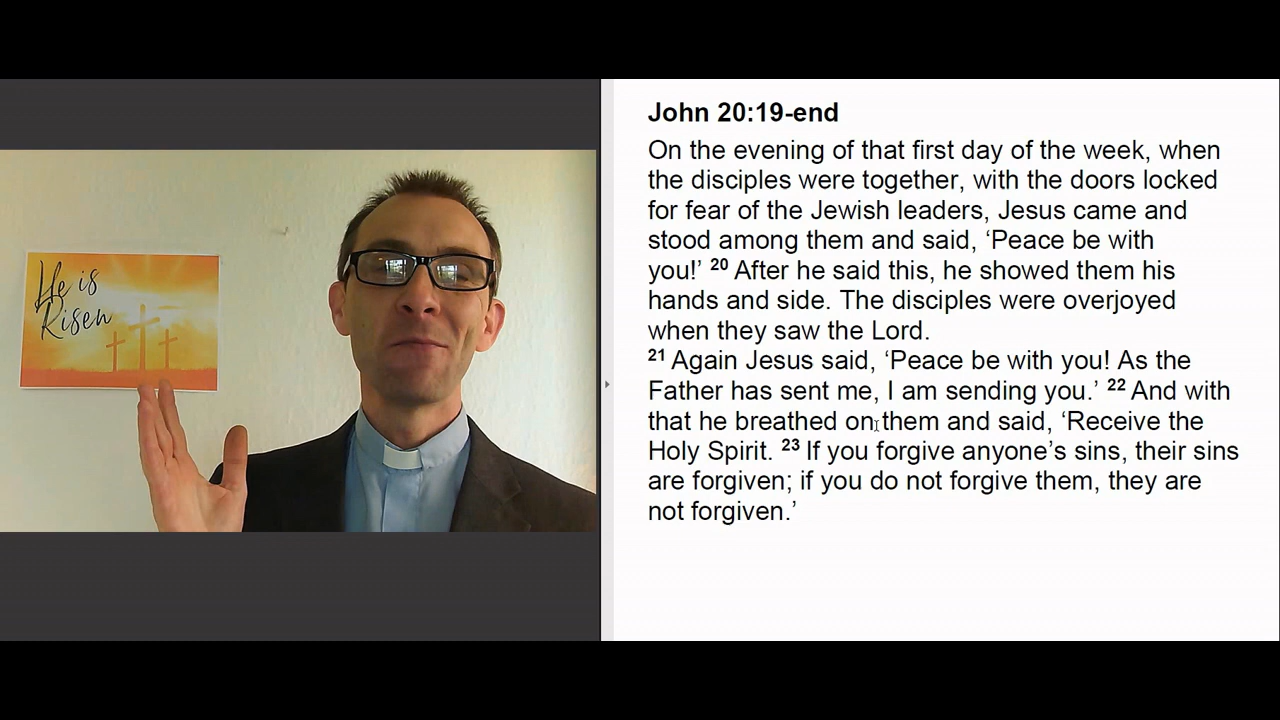 He is
Risen
John 20:19-end
On the evening of that first day of the week, when
the disciples were together, with the doors locked
for fear of the Jewish leaders, Jesus came and
stood among them and said, ‘Peace be with
you!’ 20 After he said this, he showed them his
hands and side. The disciples were overjoyed
when they saw the Lord.
21 Again Jesus said, ‘Peace be with you! As the
Father has sent me, I am sending you.’ 22 And with
that he breathed on them and said, ‘Receive the
Holy Spirit. 23 If you forgive anyone’s sins, their sins
are forgiven; if you do not forgive them, they are
not forgiven.’